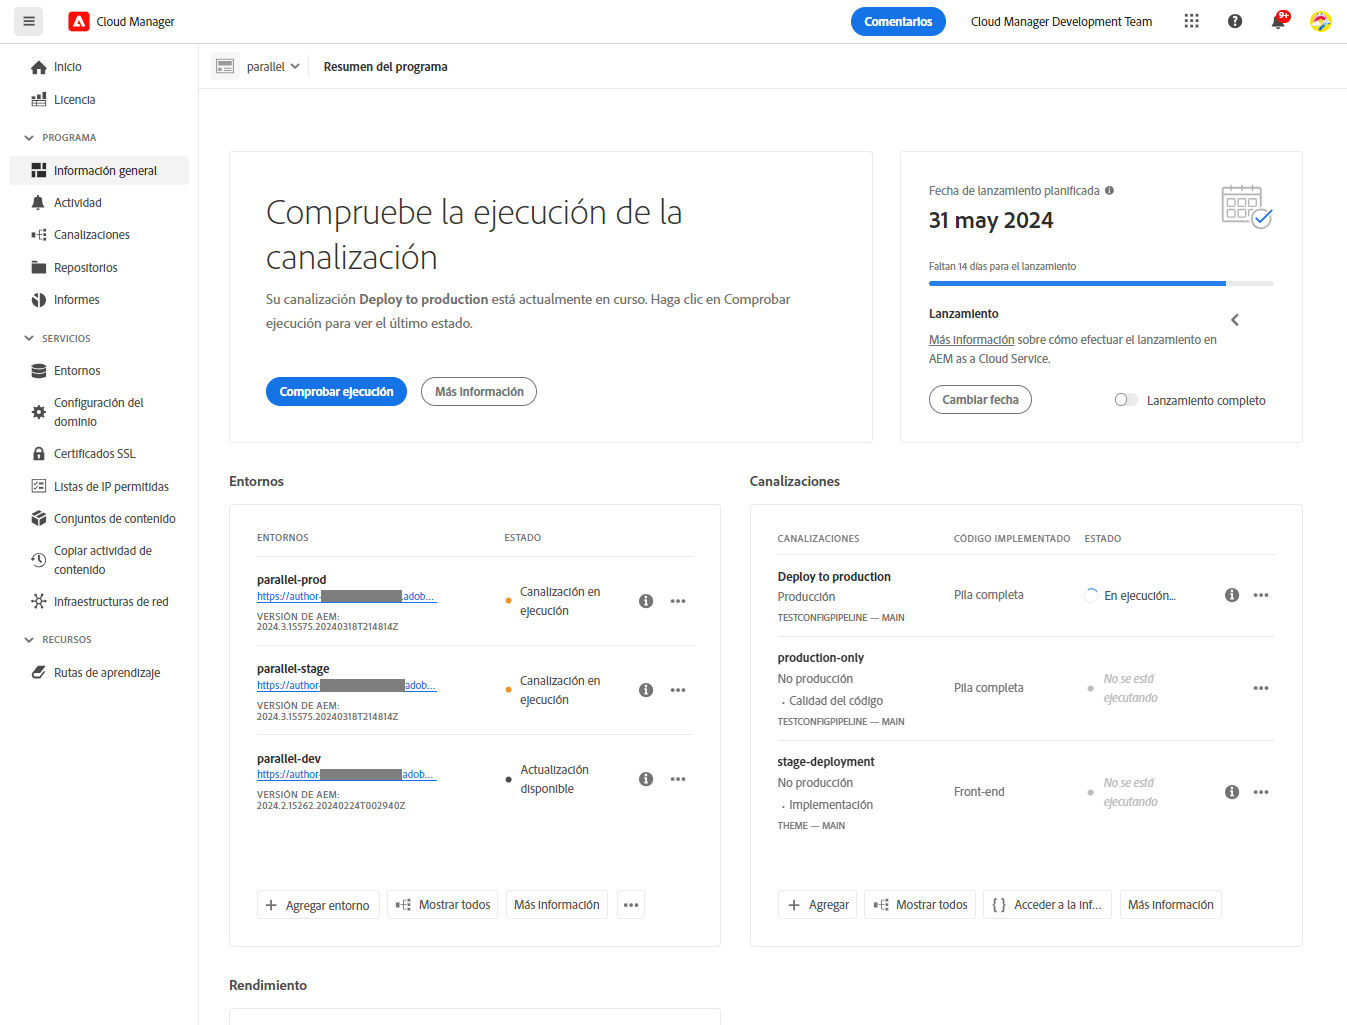 Cloud Manager
Comentarios
Cloud Manager Development Team
9+
Inicio
Licencia
PROGRAMA
Información general
Actividad
Canalizaciones
Repositorios
Informes
SERVICIOS
Entornos
Configuración del
dominio
Certificados SSL
Listas de IP permitidas
Conjuntos de contenido
Copiar actividad de
contenido
Infraestructuras de red
RECURSOS
Rutas de aprendizaje
parallel
Resumen del programa
Compruebe la ejecución de la
canalización
Su canalización Deploy to production está actualmente en curso. Haga clic en Comprobar
ejecución para ver el último estado.
Comprobar ejecución
Más información
Fecha de lanzamiento planificada
31 may 2024
Faltan 14 días para el lanzamiento
Lanzamiento
Más información sobre cómo efectuar el lanzamiento en
AEM as a Cloud Service.
Cambiar fecha
Lanzamiento completo
Entornos
ENTORNOS ESTADO
parallel-prod
https://author- .adob...
VERSIÓN DE AEM:
2024.3.15575.20240318T214814Z
Canalización en
ejecución
parallel-stage
https://author- adob...
VERSIÓN DE AEM:
2024.3.15575.20240318T214814Z
Canalización en
ejecución
parallel-dev
https://author- adob...
VERSIÓN DE AEM:
2024.2.15262.20240224T002940Z
Actualización
disponible
Agregar entorno
Mostrar todos
Más información
Canalizaciones
CANALIZACIONES CÓDIGO IMPLEMENTADO ESTADO
Deploy to production
Producción
TESTCONFIGPIPELINE — MAIN
Pila completa
En ejecución...
production-only
No producción
· Calidad del código
TESTCONFIGPIPELINE — MAIN
Pila completa
No se está
ejecutando
stage-deployment
No producción
· Implementación
THEME — MAIN
Front-end
No se está
ejecutando
Agregar
Mostrar todos
Acceder a la inf...
Más información
Rendimiento